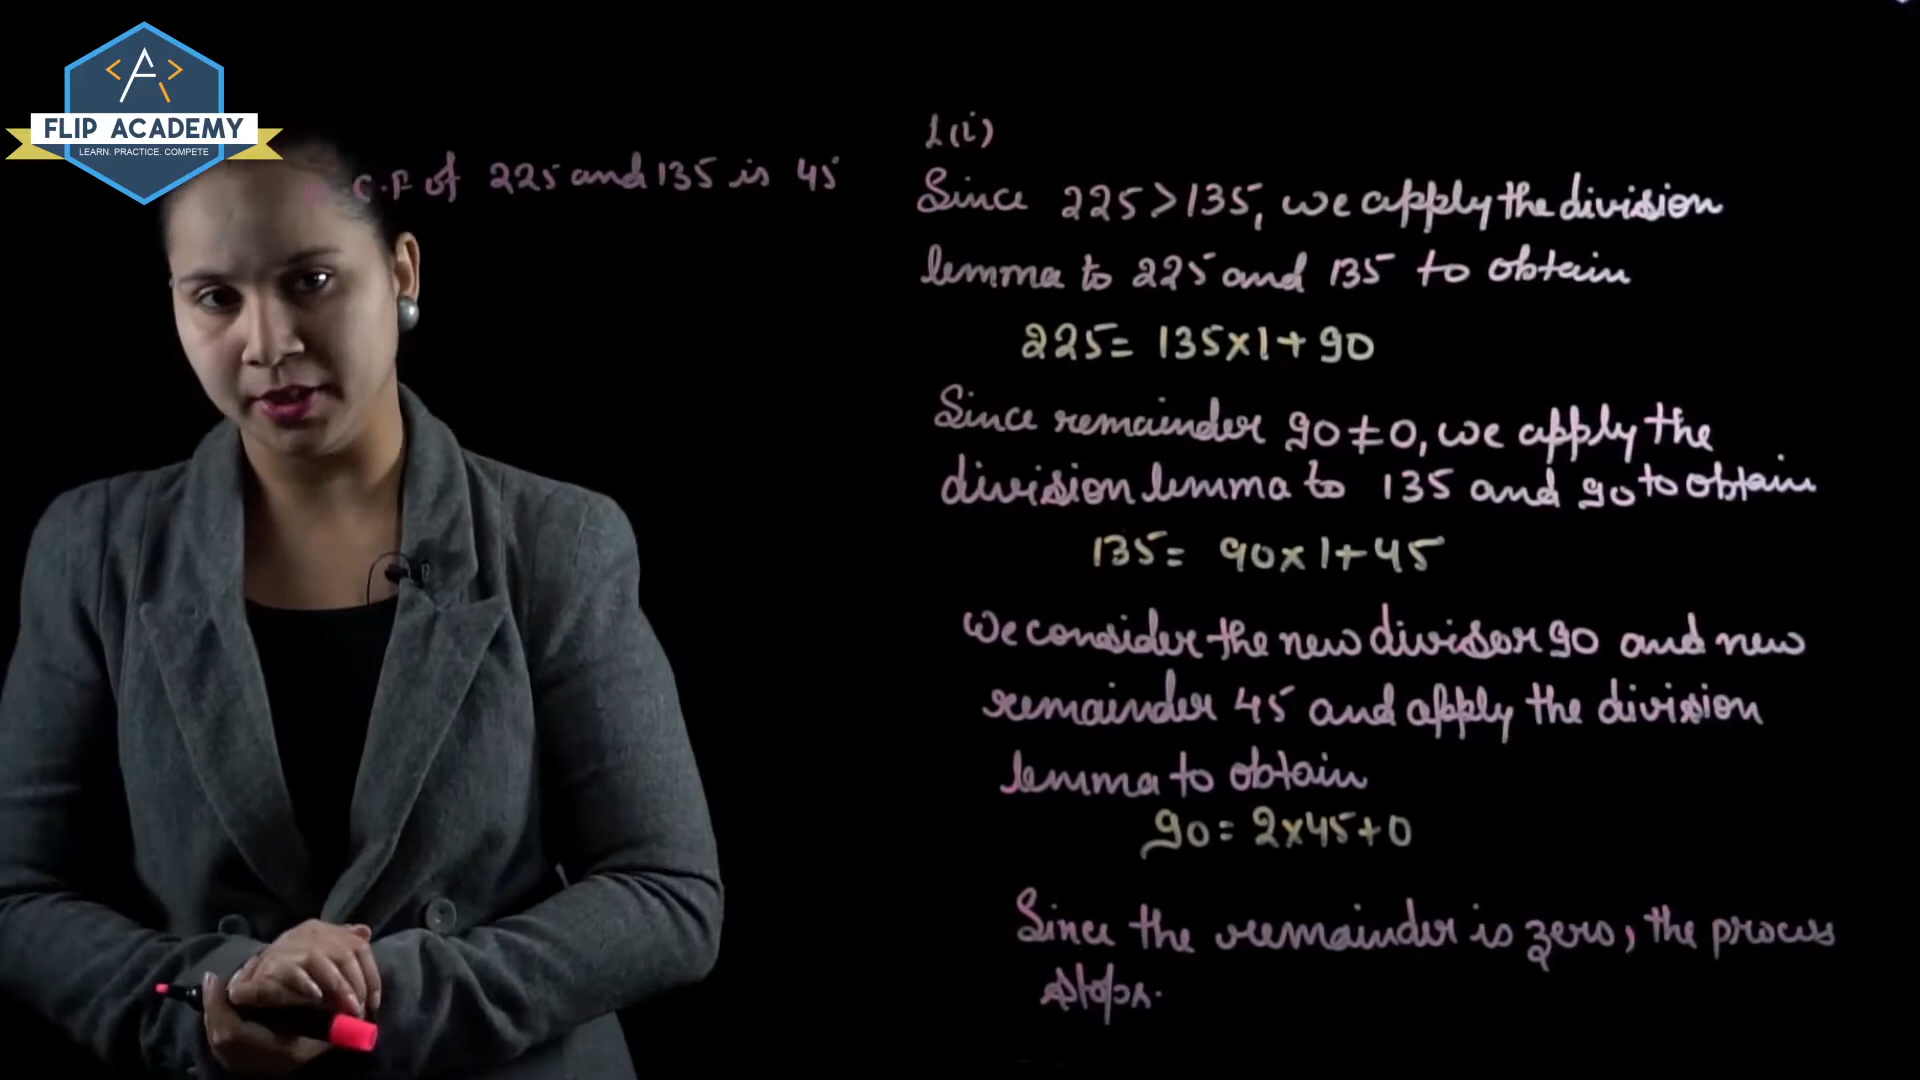 FLIP ACADEMY
LEARN. PRACTICE. COMPETE
C.F of 225 and 135 is 45
1(i)
Since 225>135, we apply the division
lemma to 225 and 135 to obtain
225= 135x1+90
Since remainder 90≠0, we apply the
division lemma to 135 and 90 to obtain
135= 90x1+45
We consider the new divisor 90 and new
remainder 45 and apply the division
lemma to obtain
90= 2x45+0
Since the remainder is zero, the process
stops.